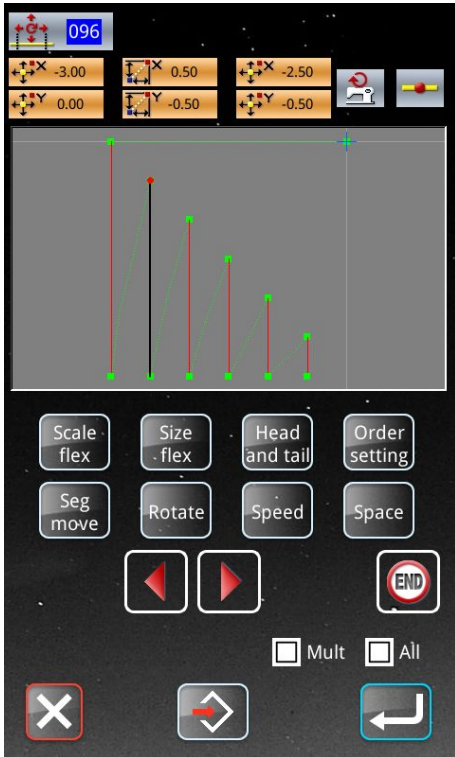 096
X -3.00
X 0.50
X -2.50
Y 0.00
Y -0.50
Y -0.50
Scale
flex
Size
flex
Head
and tail
Order
setting
Seg
move
Rotate
Speed
Space
END
Mult
All